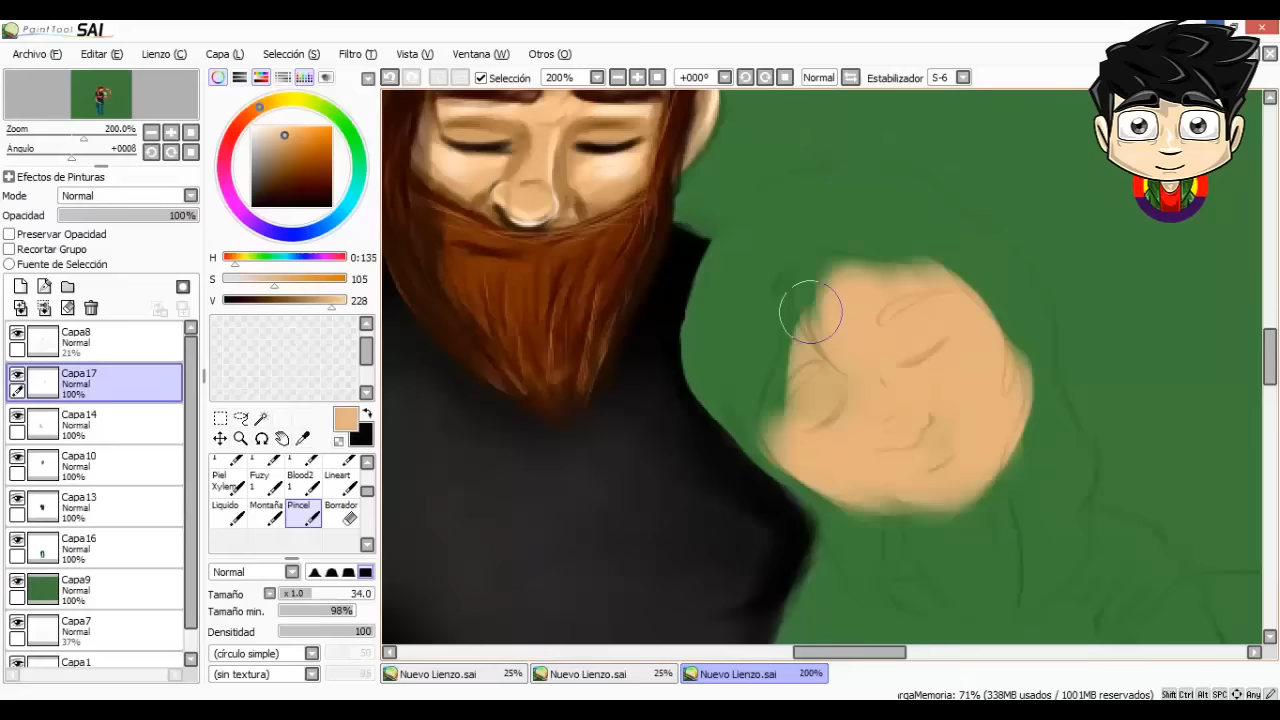 PaintTool SAI
Archivo (F) Editar (E) Lienzo (C) Capa (L) Selección (S) Filtro (T) Vista (V) Ventana (W) Otros (O)
Selección 200% +000º Normal Estabilizador S-6
Zoom 200.0%
Ángulo +000ß
Efectos de Pinturas
Mode Normal
Opacidad 100%
Preservar Opacidad
Recortar Grupo
Fuente de Selección
Capa8
Normal
21%
Capa17
Normal
100%
Capa14
Normal
100%
Capa10
Normal
100%
Capa13
Normal
100%
Capa16
Normal
100%
Capa9
Normal
100%
Capa7
Normal
37%
Capa1
H 0:135
S 105
V 228
Piel Fuzy Blood2 Lineart
Xylem 1 1
Liquido Montaña Pincel Borrador
Normal
Tamaño x 1.0 34.0
Tamaño min. 98%
Densitidad 100
(círculo simple) 50
(sin textura) 95
Nuevo Lienzo.sai 25% Nuevo Lienzo.sai 25% Nuevo Lienzo.sai 200%
rgaMemoria: 71% (338MB usados / 1001MB reservados) Shift Ctrl Alt SPC Any